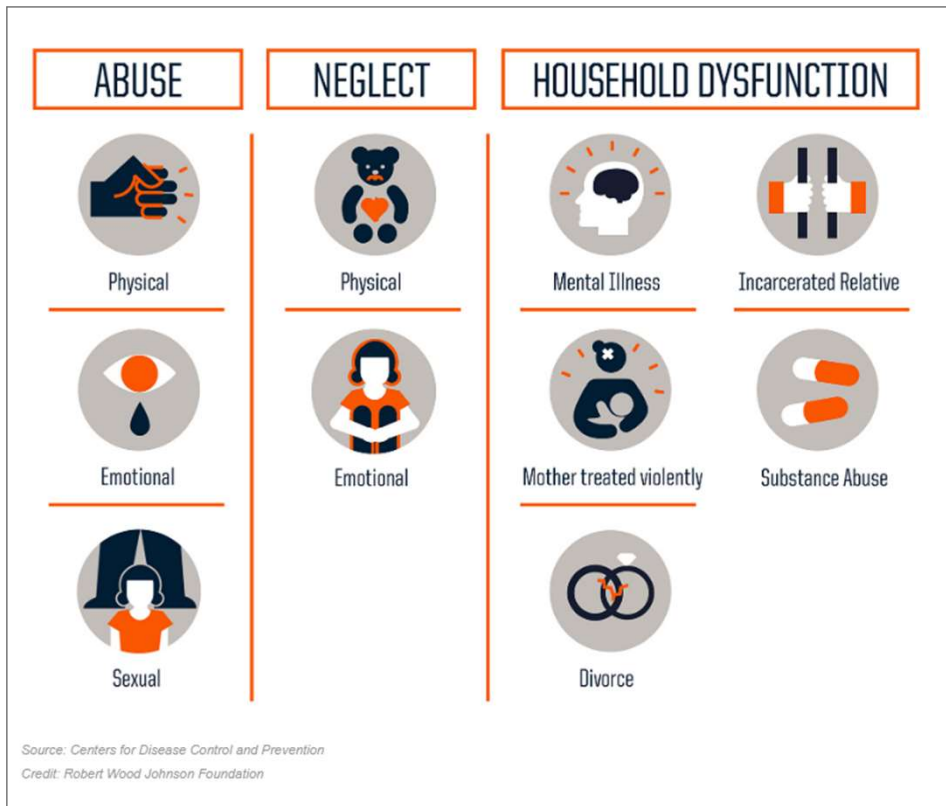 ABUSE
NEGLECT
HOUSEHOLD DYSFUNCTION
Physical
Physical
Mental Illness
Incarcerated Relative
Emotional
Emotional
Mother treated violently
Substance Abuse
Sexual
Divorce
Source: Centers for Disease Control and Prevention
Credit: Robert Wood Johnson Foundation